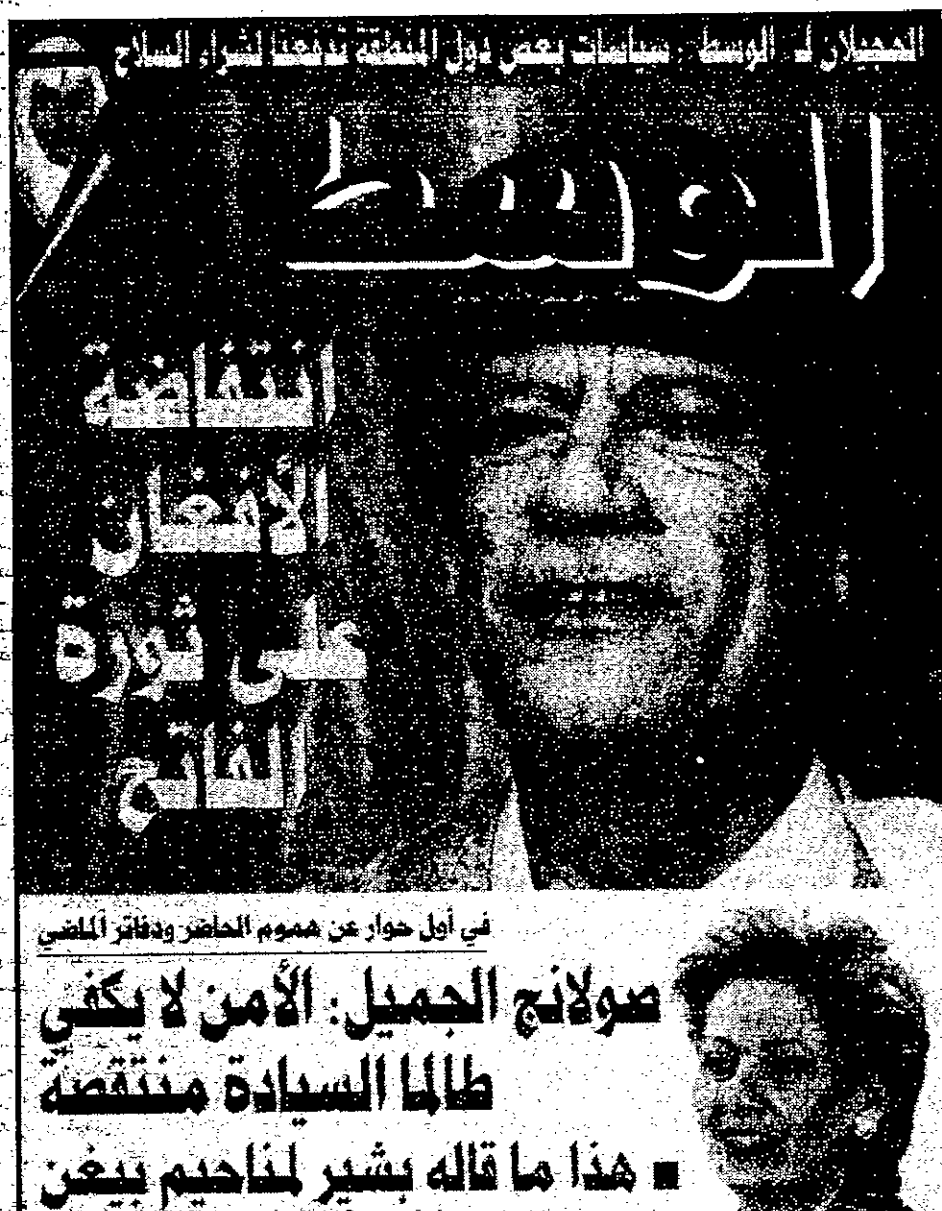 الحجيلان لـ الوسط : سياسات بعض دول المنطقة تدفعنا لشراء السلاح
الوسط
انتفاضة
الأفغان
على ثورة
الفاتح
في أول حوار عن هموم الحاضر ودفاتر الماضي
صولانج الجميل: الأمن لا يكفي
طالما السيادة منتقصة
■ هذا ما قاله بشير لمناحيم بيغن